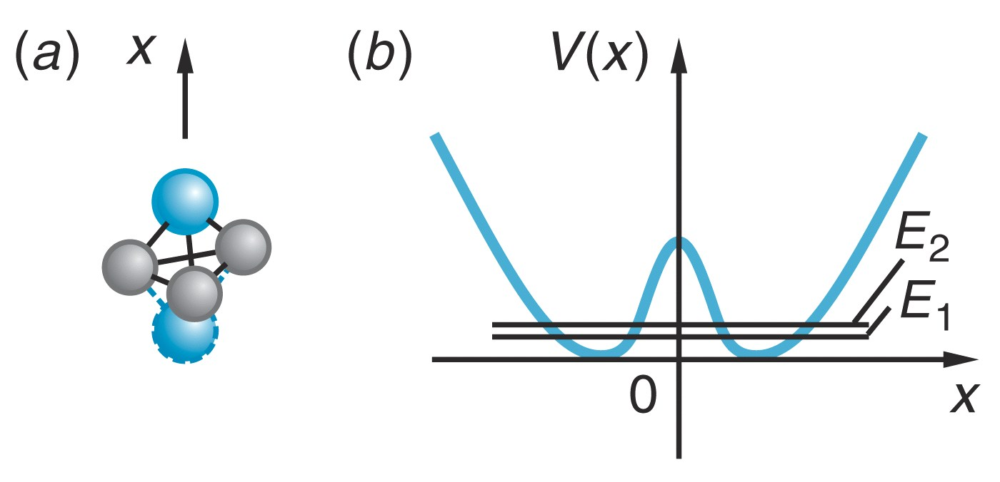 (a) x
(b) V(x)
E₂
E₁
0
x